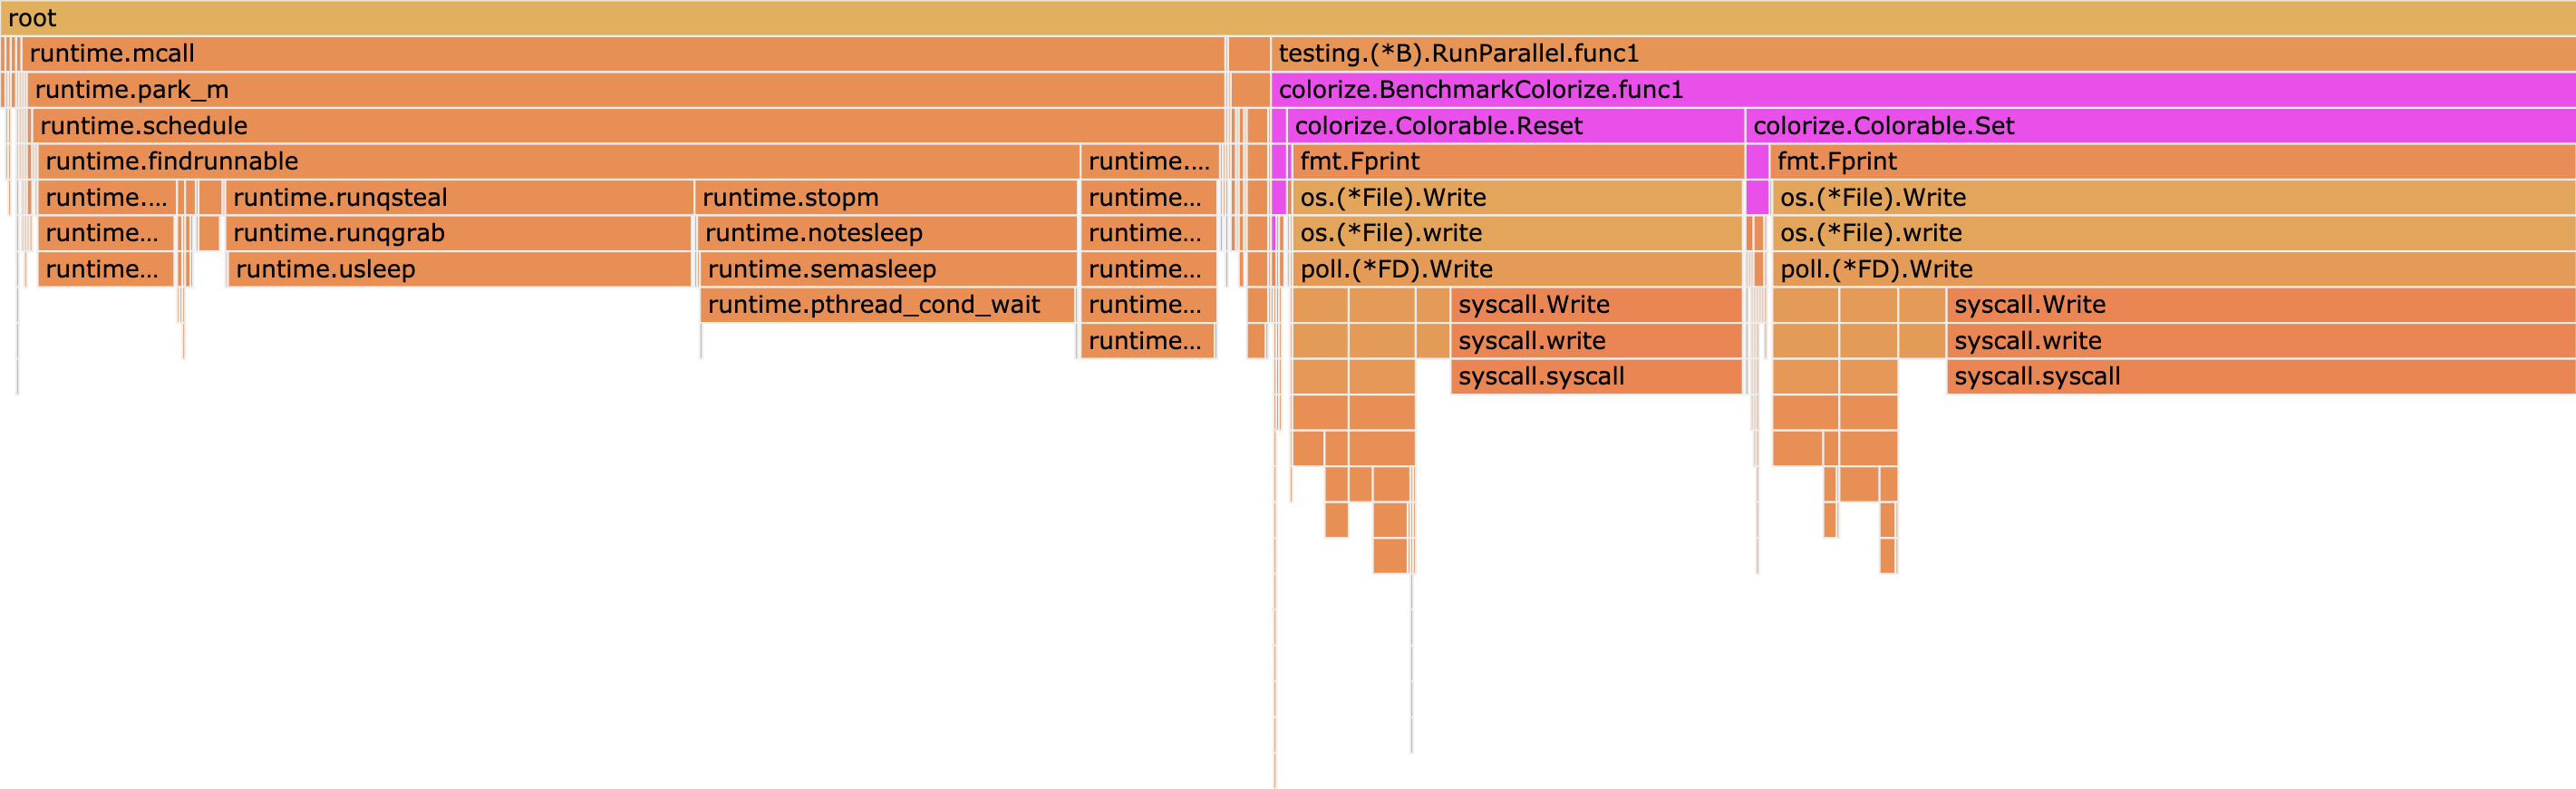 root
runtime.mcall testing.(*B).RunParallel.func1
runtime.park_m colorize.BenchmarkColorize.func1
runtime.schedule colorize.Colorable.Reset colorize.Colorable.Set
runtime.findrunnable runtime.... fmt.Fprint fmt.Fprint
runtime.... runtime.runqsteal runtime.stopm runtime... os.(*File).Write os.(*File).Write
runtime... runtime.runqgrab runtime.notesleep runtime... os.(*File).write os.(*File).write
runtime... runtime.usleep runtime.semasleep runtime... poll.(*FD).Write poll.(*FD).Write
runtime.pthread_cond_wait runtime... syscall.Write syscall.Write
runtime... syscall.write syscall.write
syscall.syscall syscall.syscall